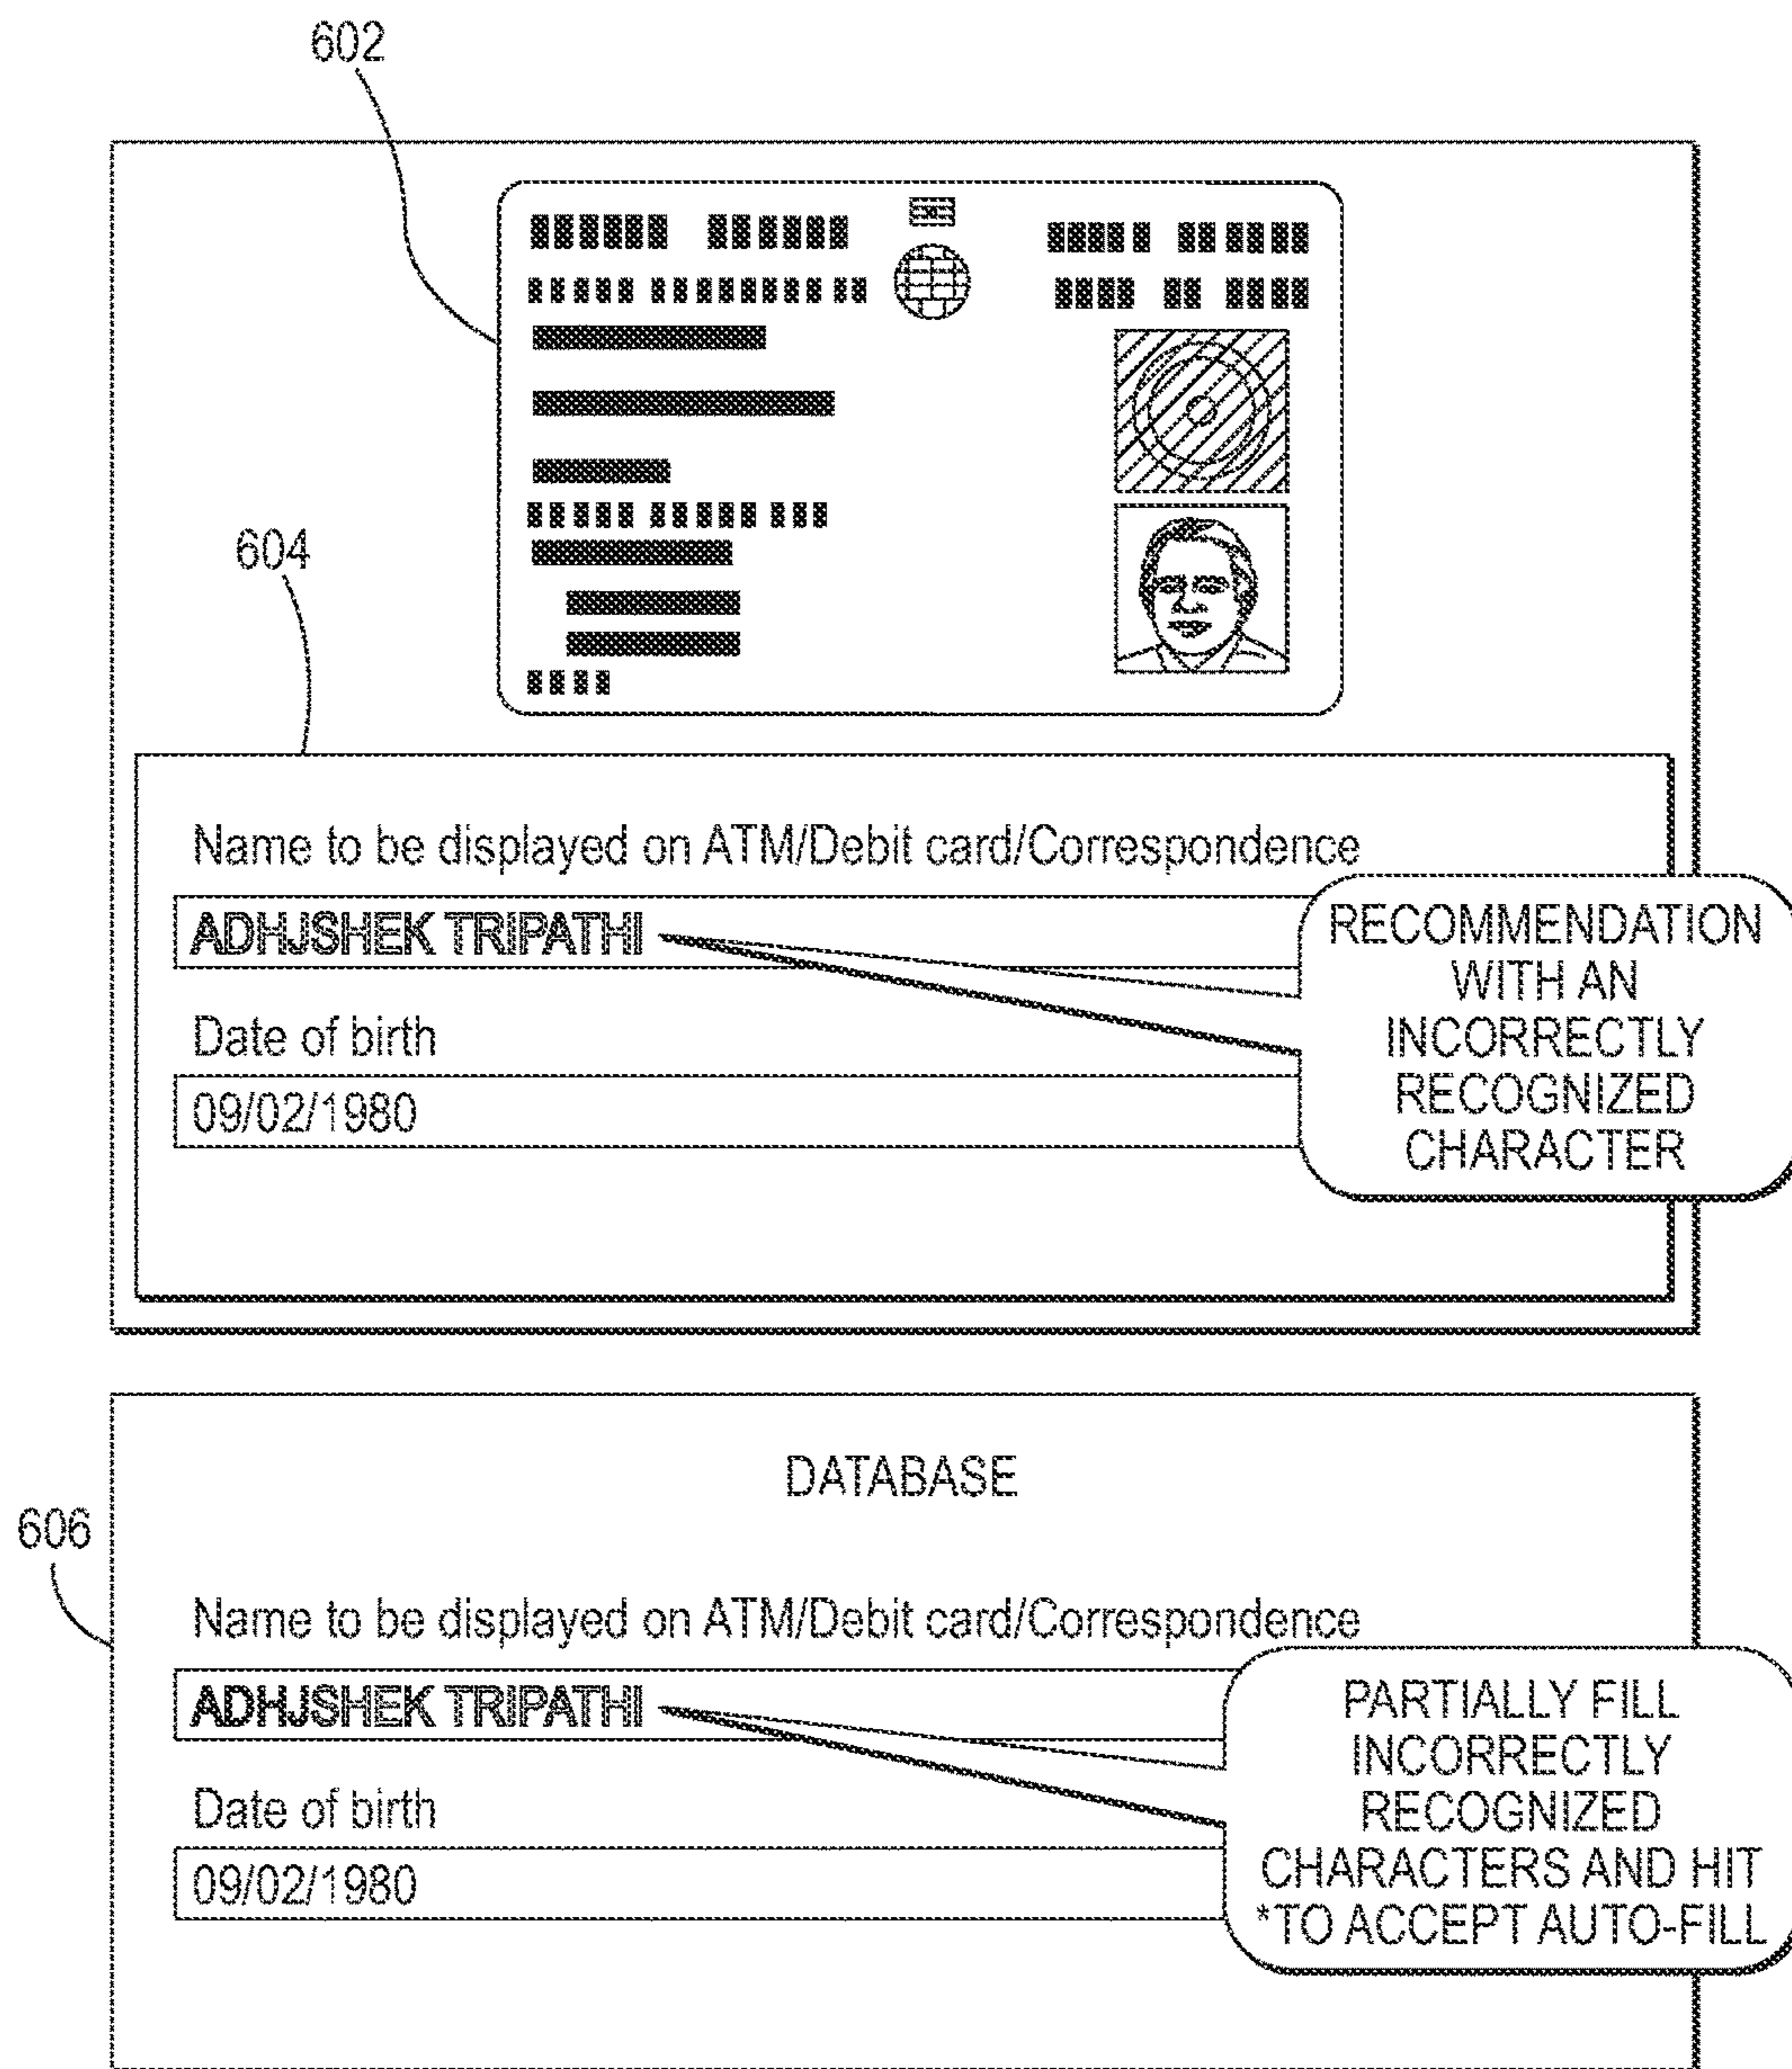 602
604
Name to be displayed on ATM/Debit card/Correspondence
ADHJSHEK TRIPATHI
RECOMMENDATION
WITH AN
INCORRECTLY
RECOGNIZED
CHARACTER
Date of birth
09/02/1980
DATABASE
606
Name to be displayed on ATM/Debit card/Correspondence
ADHJSHEK TRIPATHI
PARTIALLY FILL
INCORRECTLY
RECOGNIZED
CHARACTERS AND HIT
*TO ACCEPT AUTO-FILL
Date of birth
09/02/1980